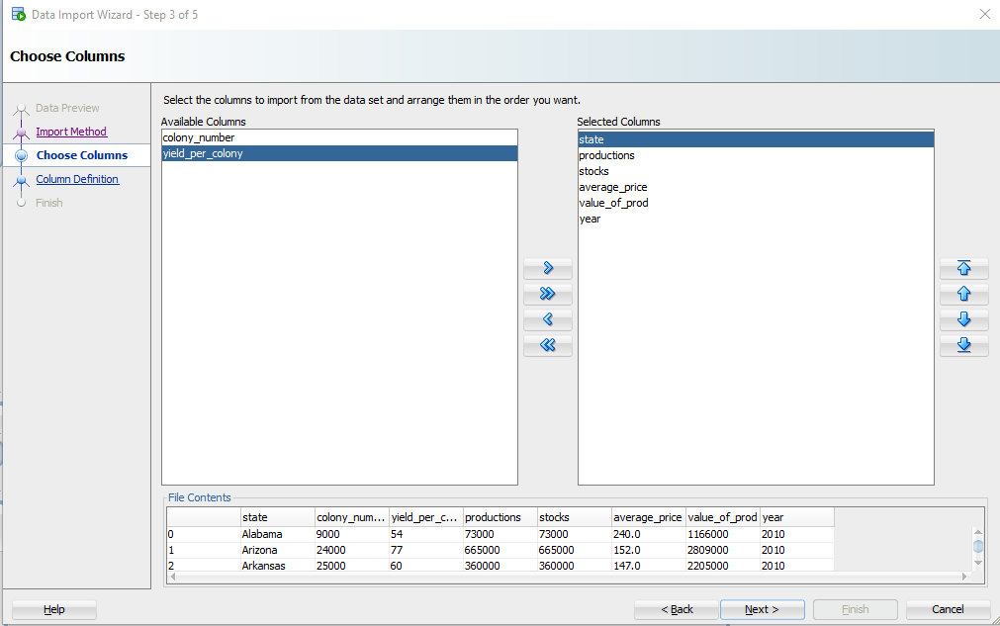 Data Import Wizard - Step 3 of 5
Choose Columns
Data Preview
Import Method
Choose Columns
Column Definition
Finish
Select the columns to import from the data set and arrange them in the order you want.
Available Columns
colony_number
yield_per_colony
Selected Columns
state
productions
stocks
average_price
value_of_prod
year
File Contents
state colony_num... yield_per_c... productions stocks average_price value_of_prod year
0 Alabama 9000 54 73000 73000 240.0 1166000 2010
1 Arizona 24000 77 665000 665000 152.0 2809000 2010
2 Arkansas 25000 60 360000 360000 147.0 2205000 2010
Help < Back Next > Finish Cancel